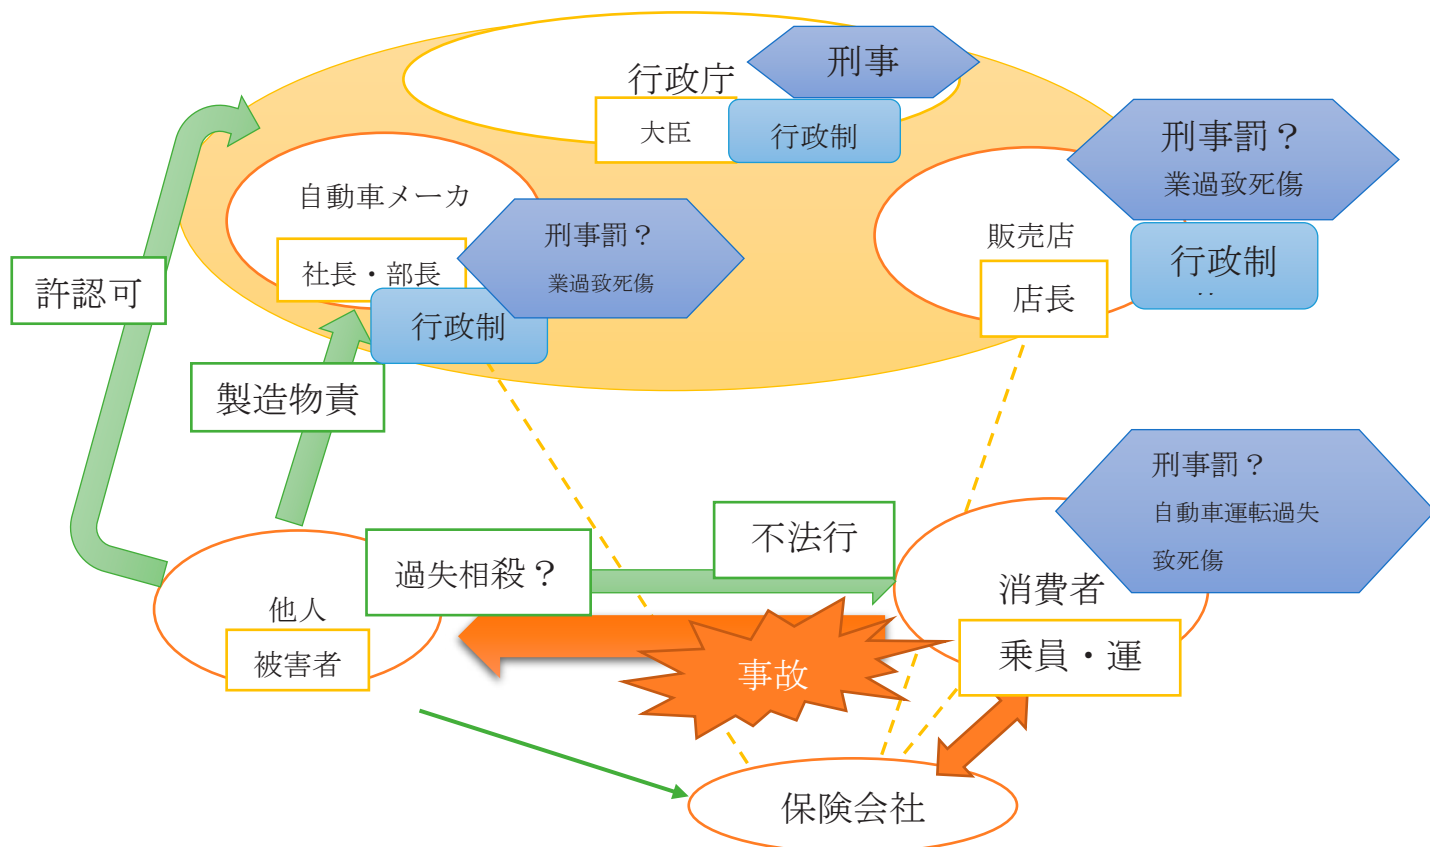 行政庁
刑事
大臣
行政制
刑事罰？
業過致死傷
自動車メーカ
社長・部長
刑事罰？
業過致死傷
行政制
販売店
店長
行政制
許認可
製造物責
刑事罰？
自動車運転過失
致死傷
不法行
過失相殺？
消費者
乗員・運
他人
被害者
事故
保険会社